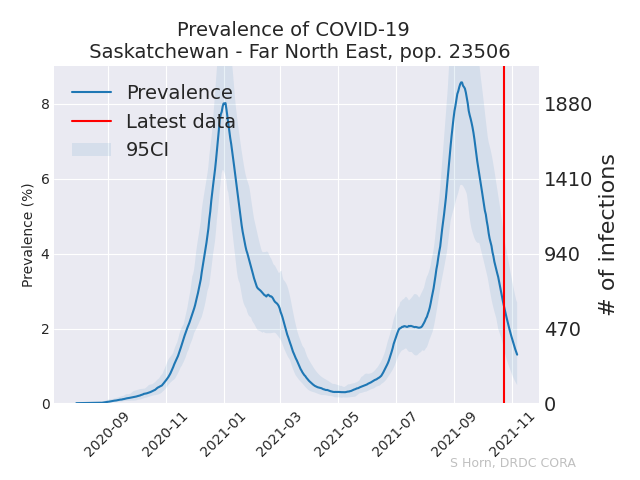 Prevalence of COVID-19
Saskatchewan - Far North East, pop. 23506
Prevalence
Latest data
95CI
Prevalence (%)
8
6
4
2
0
1880
1410
940
470
0
# of infections
2020-09
2020-11
2021-01
2021-03
2021-05
2021-07
2021-09
2021-11
S Horn, DRDC CORA